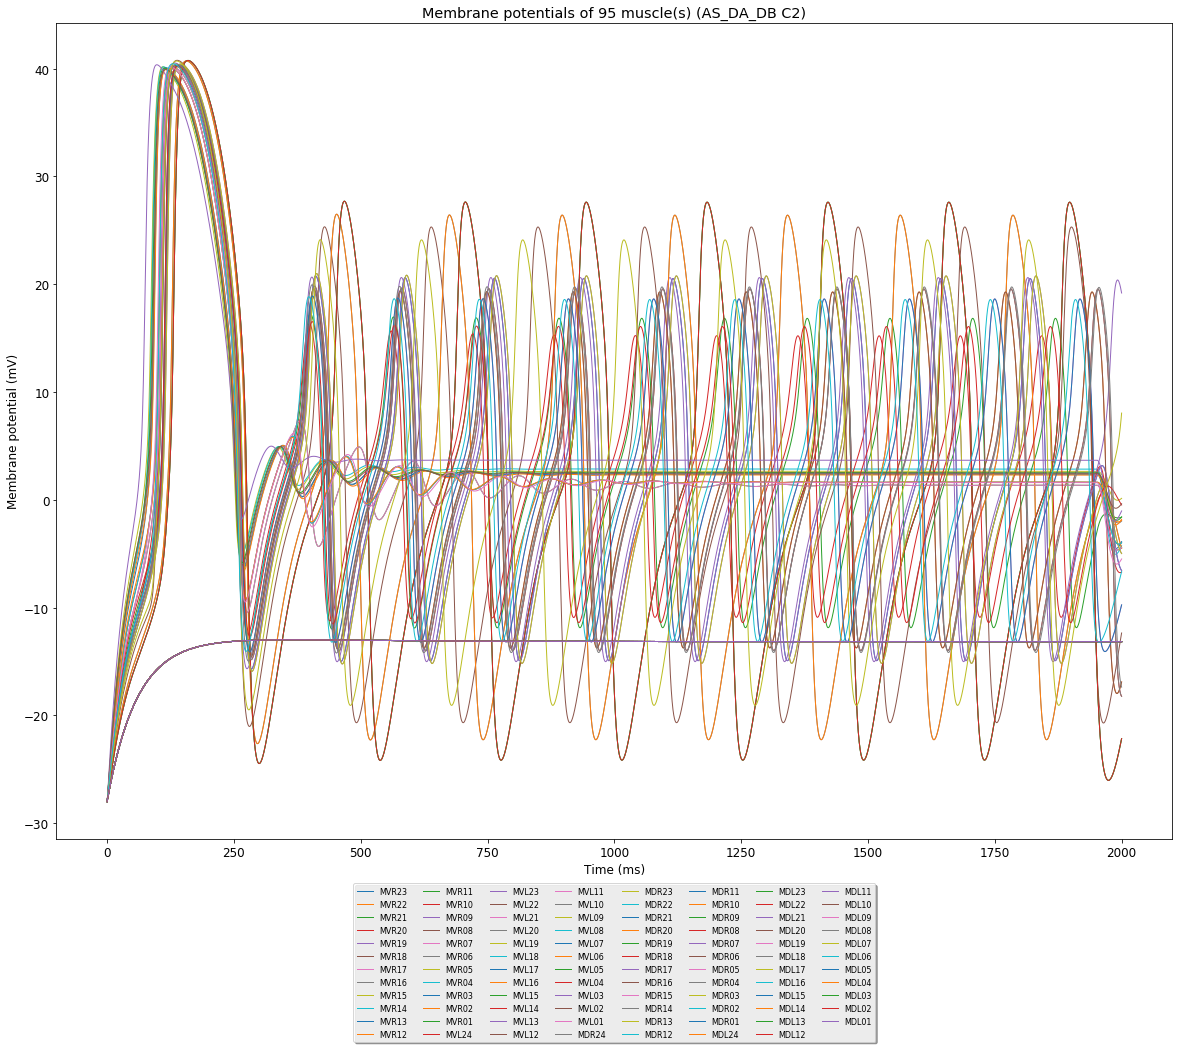 Membrane potentials of 95 muscle(s) (AS_DA_DB C2)
Membrane potential (mV)
40
30
20
10
0
−10
−20
−30
0 250 500 750 1000 1250 1500 1750 2000
Time (ms)
MVR23 MVR11 MVL23 MVL11 MDR23 MDR11 MDL23 MDL11
MVR22 MVR10 MVL22 MVL10 MDR22 MDR10 MDL22 MDL10
MVR21 MVR09 MVL21 MVL09 MDR21 MDR09 MDL21 MDL09
MVR20 MVR08 MVL20 MVL08 MDR20 MDR08 MDL20 MDL08
MVR19 MVR07 MVL19 MVL07 MDR19 MDR07 MDL19 MDL07
MVR18 MVR06 MVL18 MVL06 MDR18 MDR06 MDL18 MDL06
MVR17 MVR05 MVL17 MVL05 MDR17 MDR05 MDL17 MDL05
MVR16 MVR04 MVL16 MVL04 MDR16 MDR04 MDL16 MDL04
MVR15 MVR03 MVL15 MVL03 MDR15 MDR03 MDL15 MDL03
MVR14 MVR02 MVL14 MVL02 MDR14 MDR02 MDL14 MDL02
MVR13 MVR01 MVL13 MVL01 MDR13 MDR01 MDL13 MDL01
MVR12 MVL24 MVL12 MDR24 MDR12 MDL24 MDL12